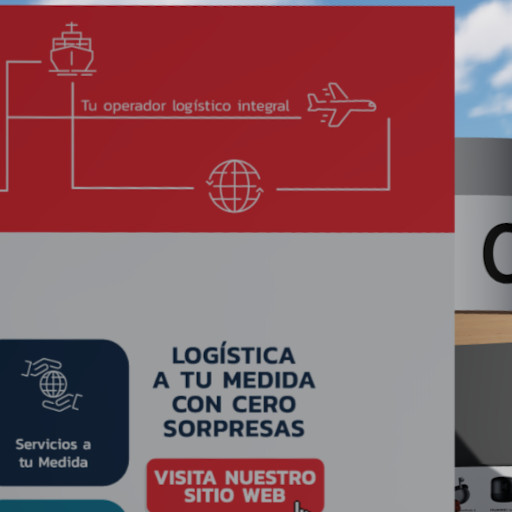 Tu operador logístico integral
LOGÍSTICA
A TU MEDIDA
CON CERO
SORPRESAS
Servicios a
tu Medida
VISITA NUESTRO
SITIO WEB